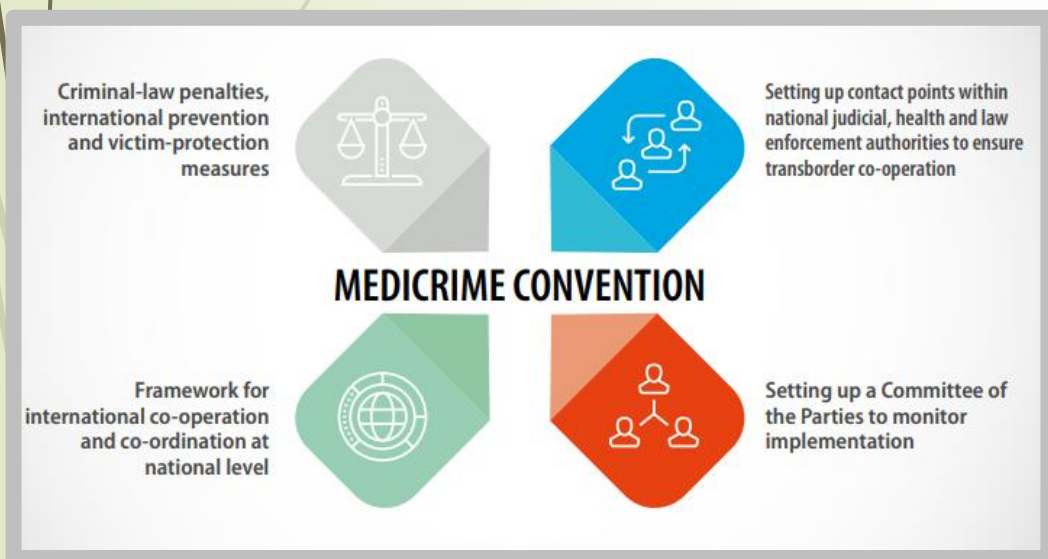 Criminal-law penalties,
international prevention
and victim-protection
measures
Setting up contact points within
national judicial, health and law
enforcement authorities to ensure
transborder co-operation
MEDICRIME CONVENTION
Framework for
international co-operation
and co-ordination at
national level
Setting up a Committee of
the Parties to monitor
implementation